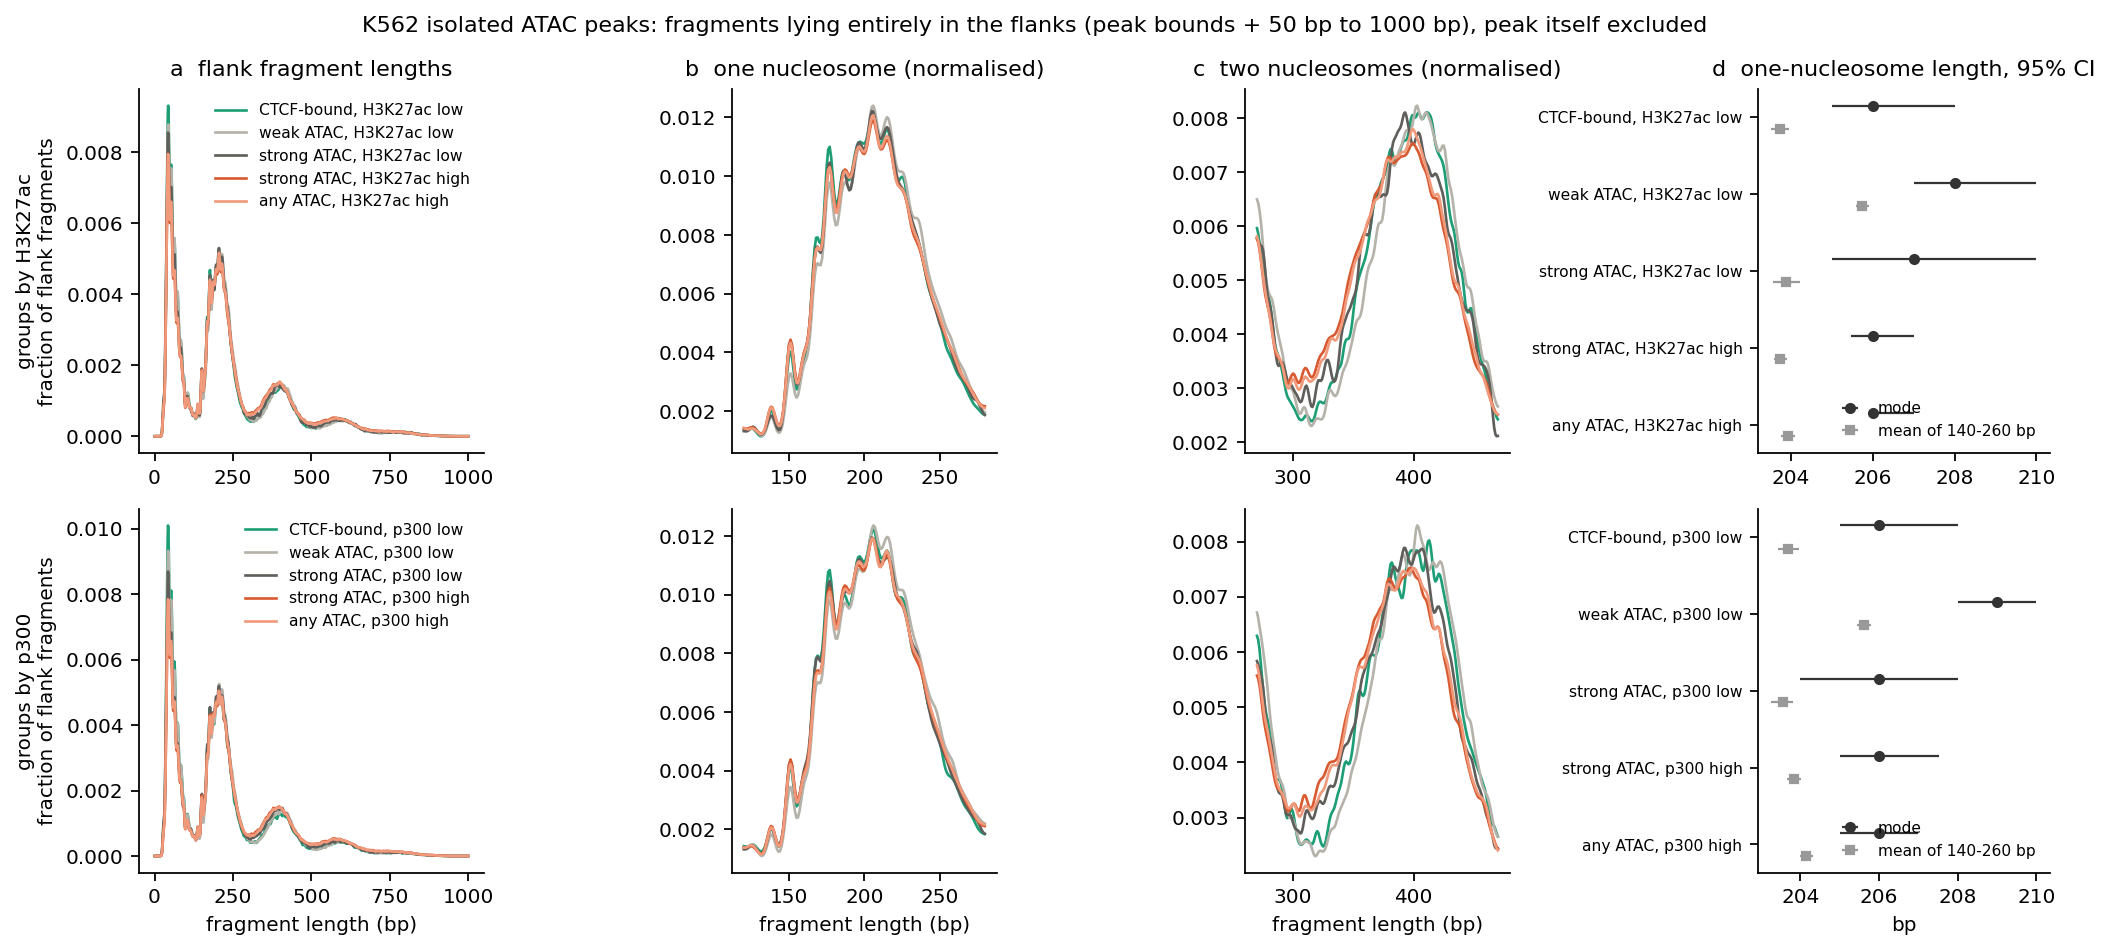 K562 isolated ATAC peaks: fragments lying entirely in the flanks (peak bounds + 50 bp to 1000 bp), peak itself excluded
a  flank fragment lengths
groups by H3K27ac
fraction of flank fragments
0.008
0.006
0.004
0.002
0.000
CTCF-bound, H3K27ac low
weak ATAC, H3K27ac low
strong ATAC, H3K27ac low
strong ATAC, H3K27ac high
any ATAC, H3K27ac high
0 250 500 750 1000
b  one nucleosome (normalised)
0.012
0.010
0.008
0.006
0.004
0.002
150 200 250
c  two nucleosomes (normalised)
0.008
0.007
0.006
0.005
0.004
0.003
0.002
300 400
d  one-nucleosome length, 95% CI
CTCF-bound, H3K27ac low
weak ATAC, H3K27ac low
strong ATAC, H3K27ac low
strong ATAC, H3K27ac high
any ATAC, H3K27ac high
mode
mean of 140-260 bp
204 206 208 210
groups by p300
fraction of flank fragments
0.010
0.008
0.006
0.004
0.002
0.000
CTCF-bound, p300 low
weak ATAC, p300 low
strong ATAC, p300 low
strong ATAC, p300 high
any ATAC, p300 high
0 250 500 750 1000
fragment length (bp)
0.012
0.010
0.008
0.006
0.004
0.002
150 200 250
fragment length (bp)
0.008
0.007
0.006
0.005
0.004
0.003
300 400
fragment length (bp)
CTCF-bound, p300 low
weak ATAC, p300 low
strong ATAC, p300 low
strong ATAC, p300 high
any ATAC, p300 high
mode
mean of 140-260 bp
204 206 208 210
bp